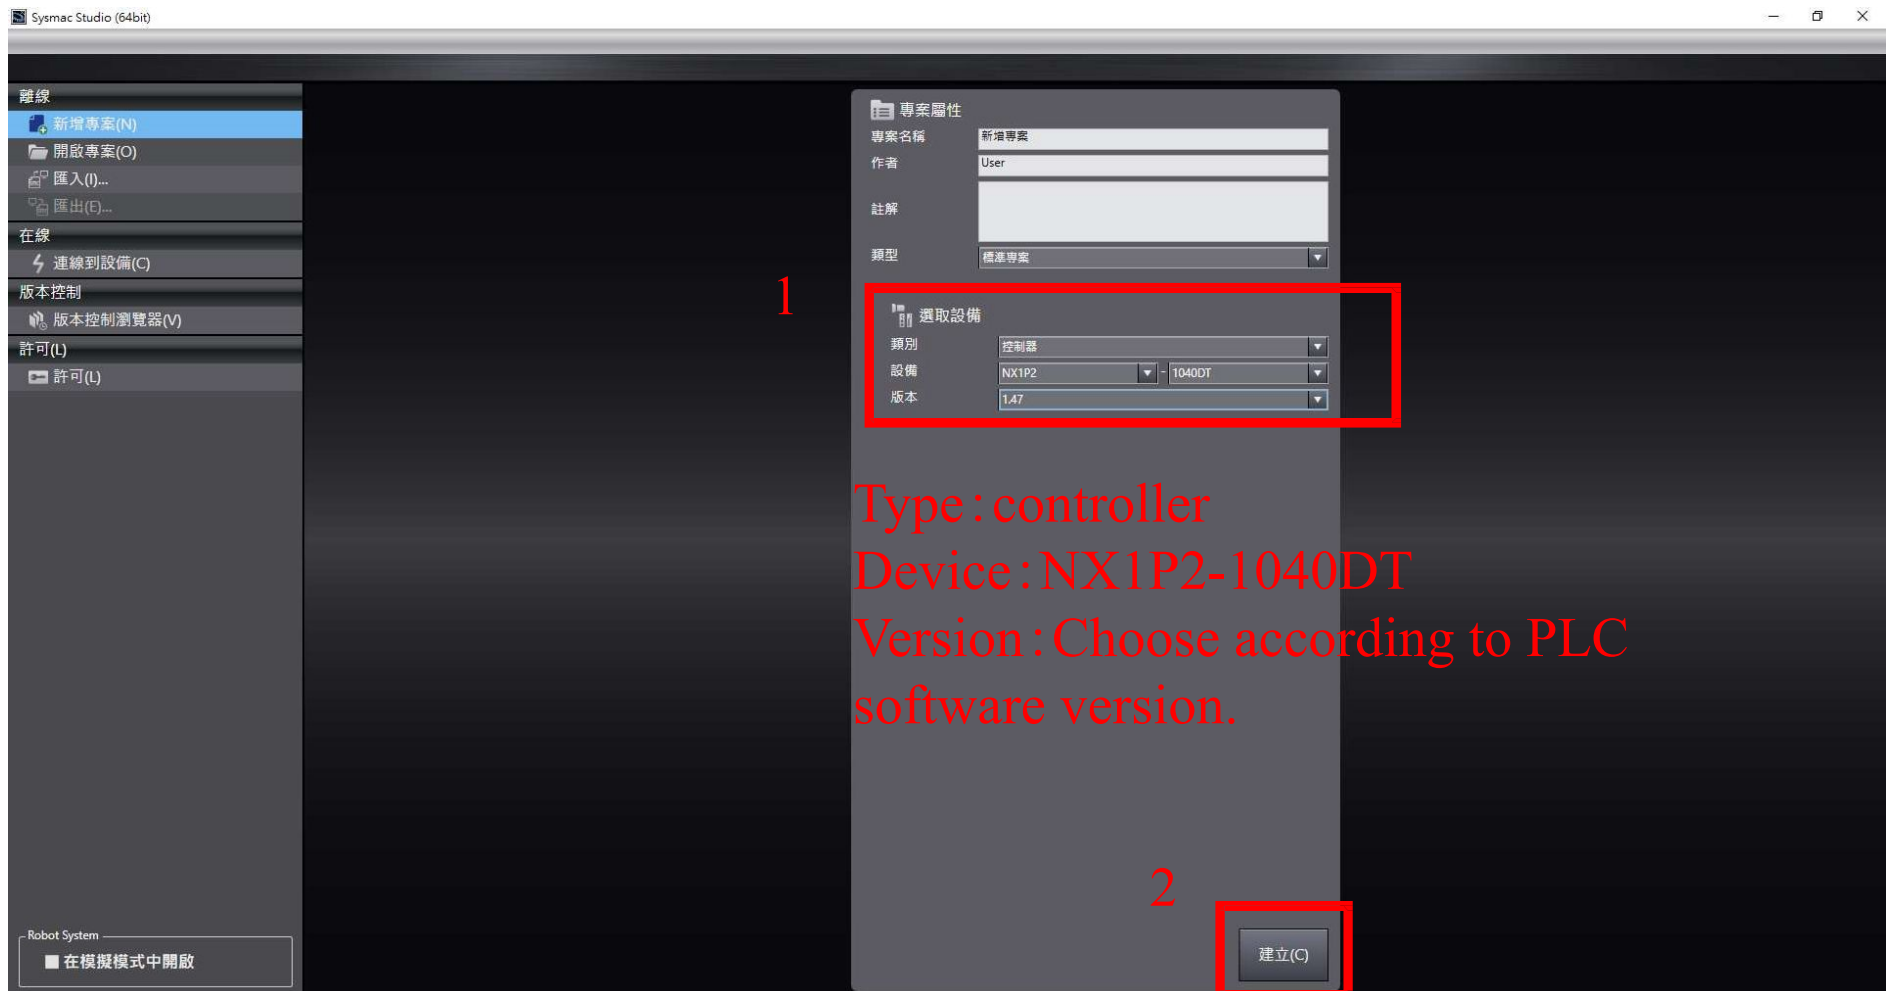 Sysmac Studio (64bit)
離線
新增專案(N)
開啟專案(O)
匯入(I)...
匯出(E)...
在線
連線到設備(C)
版本控制
版本控制瀏覽器(V)
許可(L)
許可(L)
專案屬性
專案名稱 新增專案
作者 User
註解
類型 標準專案
1
選取設備
類別 控制器
設備 NX1P2 - 1040DT
版本 1.47
Type：controller
Device：NX1P2-1040DT
Version：Choose according to PLC
software version.
2
建立(C)
Robot System
在模擬模式中開啟